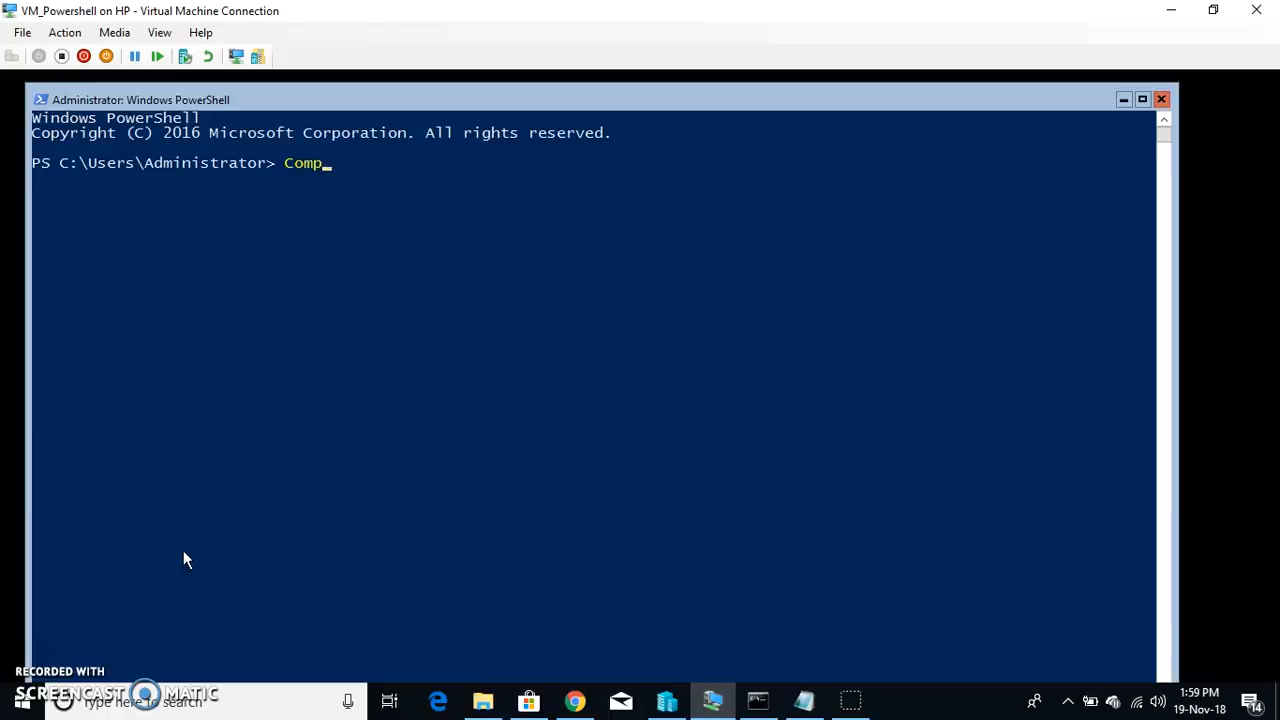 VM_Powershell on HP - Virtual Machine Connection
File Action Media View Help
Administrator: Windows PowerShell
Windows PowerShell
Copyright (C) 2016 Microsoft Corporation. All rights reserved.
PS C:\Users\Administrator> Comp_
RECORDED WITH
SCREENCAST MATIC
Type here to search
1:59 PM
19-Nov-18
14